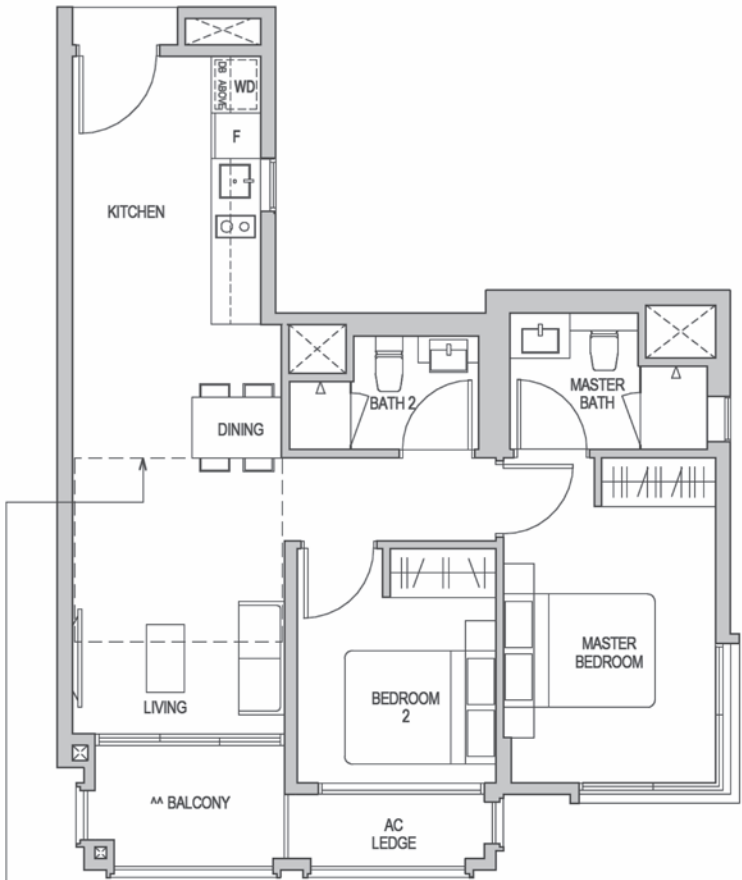 DB ABOVE
WD
F
KITCHEN
DINING
BATH 2
MASTER
BATH
MASTER
BEDROOM
BEDROOM
2
LIVING
^^ BALCONY
AC
LEDGE